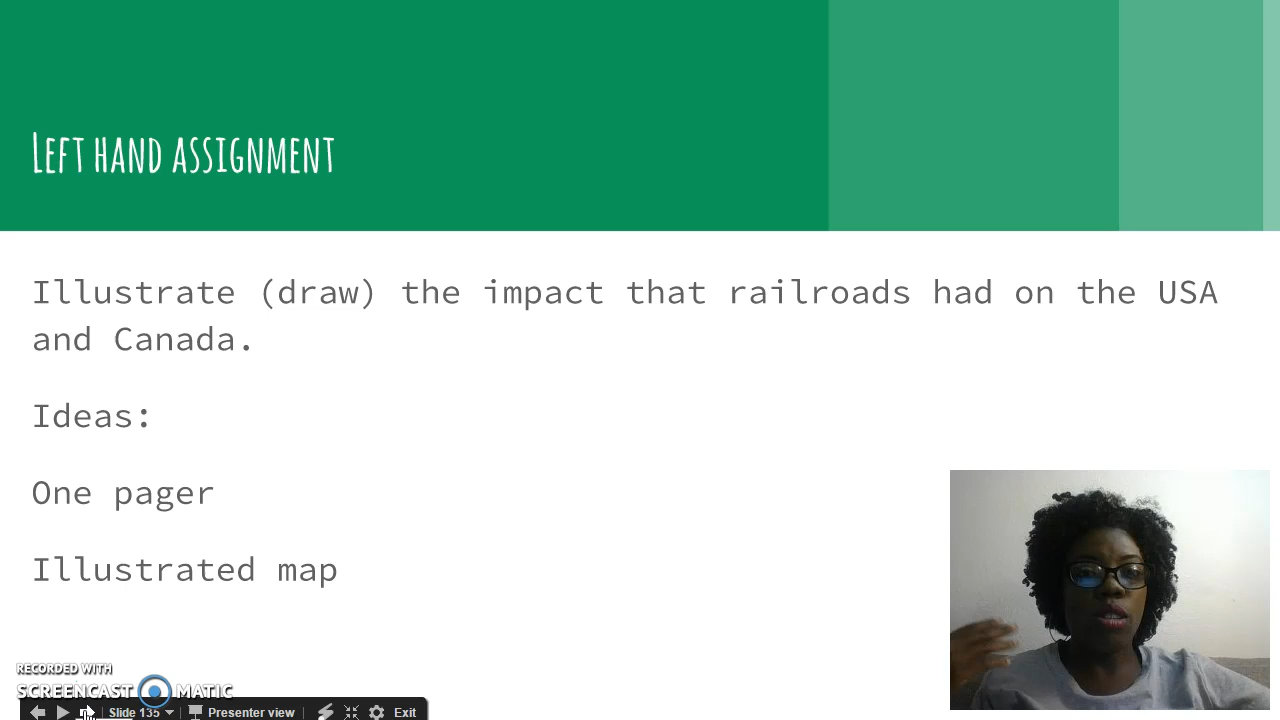 Left hand assignment
Illustrate (draw) the impact that railroads had on the USA
and Canada.
Ideas:
One pager
Illustrated map
RECORDED WITH
SCREENCAST MATIC
Slide 135 Presenter view Exit